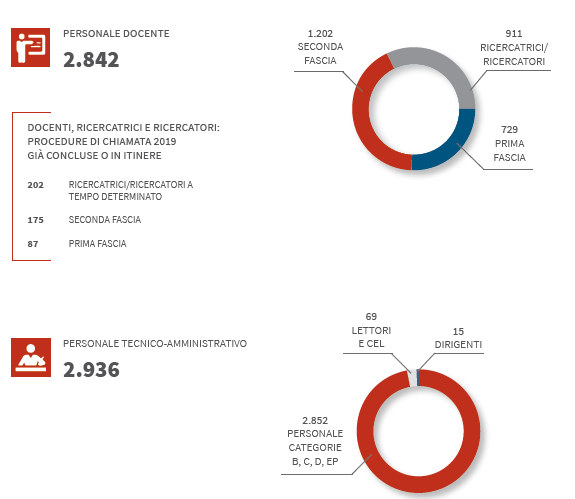 PERSONALE DOCENTE
2.842
1.202
SECONDA
FASCIA
911
RICERCATRICI/
RICERCATORI
729
PRIMA
FASCIA
DOCENTI, RICERCATRICI E RICERCATORI:
PROCEDURE DI CHIAMATA 2019
GIÀ CONCLUSE O IN ITINERE
202 RICERCATRICI/RICERCATORI A
TEMPO DETERMINATO
175 SECONDA FASCIA
87 PRIMA FASCIA
PERSONALE TECNICO-AMMINISTRATIVO
2.936
69
LETTORI
E CEL
15
DIRIGENTI
2.852
PERSONALE
CATEGORIE
B, C, D, EP